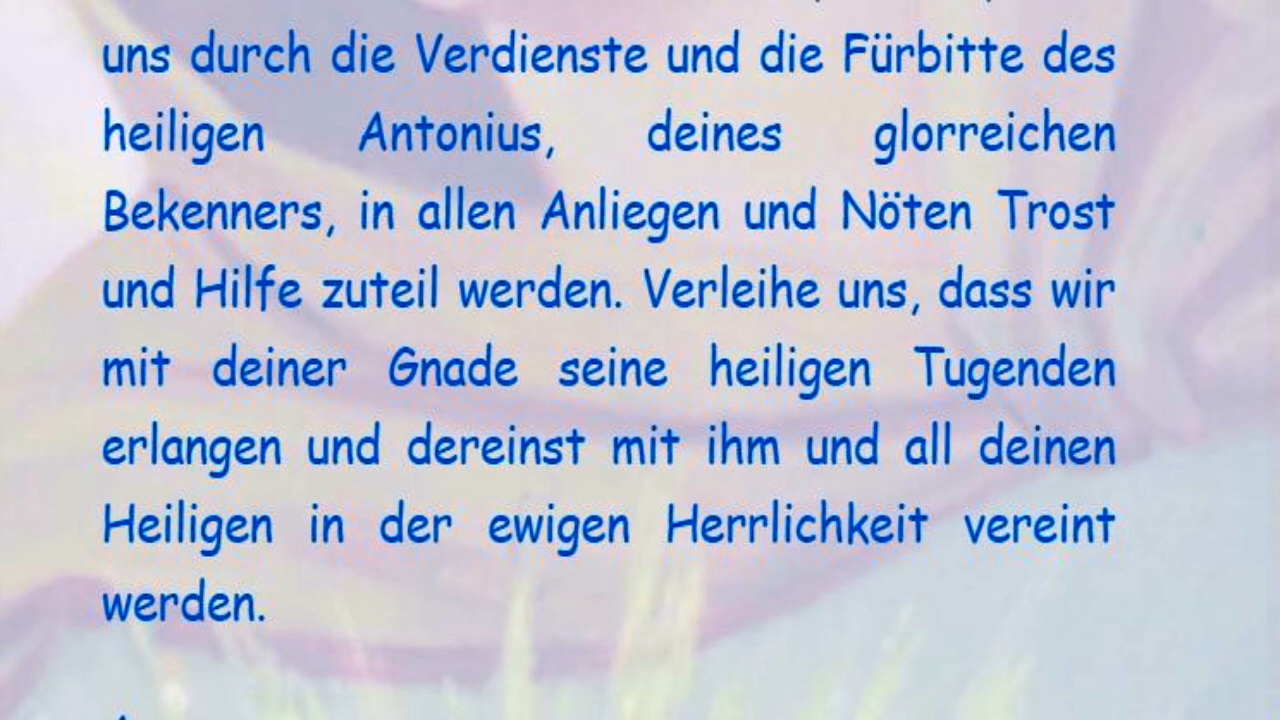 uns durch die Verdienste und die Fürbitte des
heiligen Antonius, deines glorreichen
Bekenners, in allen Anliegen und Nöten Trost
und Hilfe zuteil werden. Verleihe uns, dass wir
mit deiner Gnade seine heiligen Tugenden
erlangen und dereinst mit ihm und all deinen
Heiligen in der ewigen Herrlichkeit vereint
werden.